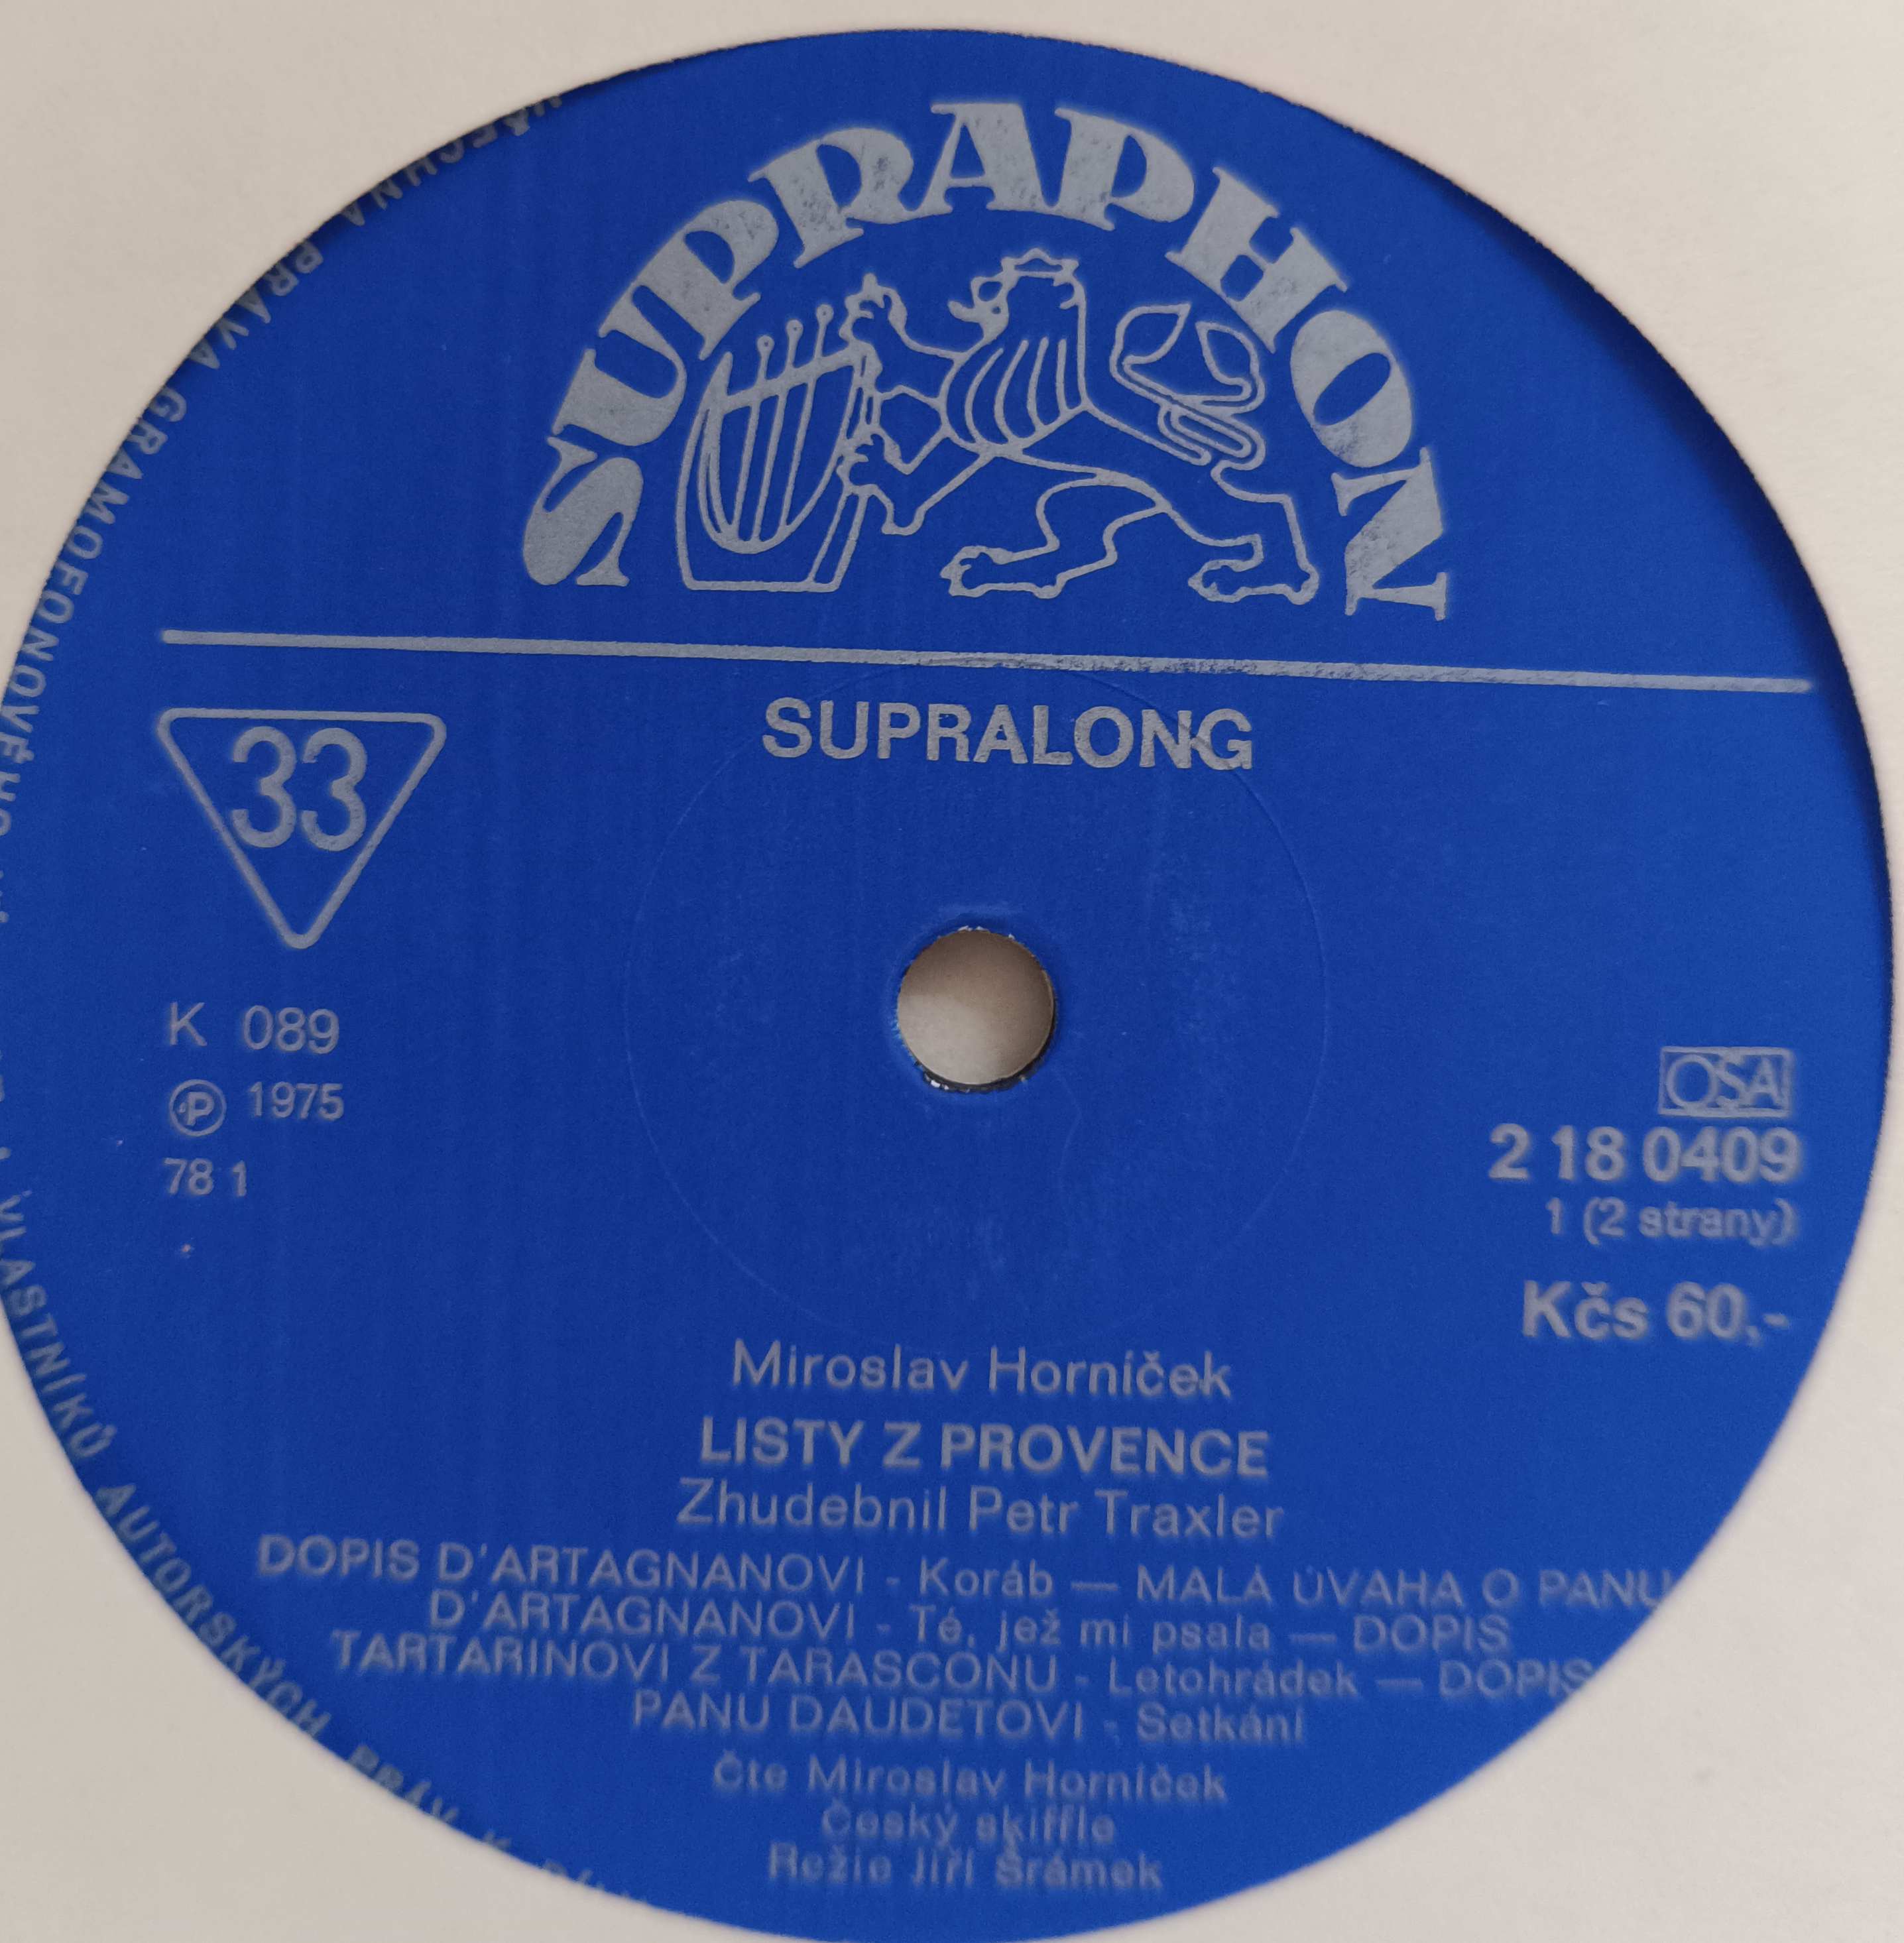 SUPRAPHON
SUPRALONG
33
K 089
Ⓟ 1975
78 1
OSA
2 18 0409
1 (2 strany)
Kčs 60,-
Miroslav Horníček
LISTY Z PROVENCE
Zhudebnil Petr Traxler
DOPIS D'ARTAGNANOVI - Koráb — MALÁ ÚVAHA O PANU
D'ARTAGNANOVI - Té, jež mi psala — DOPIS
TARTARINOVI Z TARASCONU - Letohrádek — DOPIS
PANU DAUDETOVI - Setkání
čte Miroslav Horníček
Český skiffle
Režie Jiří Šrámek
PRÁVA GRAMOFONOVÉHO
VLASTNÍKŮ AUTORSKÝCH PRÁV K